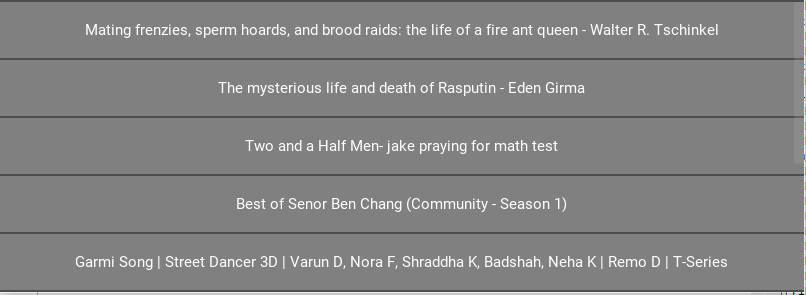 Mating frenzies, sperm hoards, and brood raids: the life of a fire ant queen - Walter R. Tschinkel
The mysterious life and death of Rasputin - Eden Girma
Two and a Half Men- jake praying for math test
Best of Senor Ben Chang (Community - Season 1)
Garmi Song | Street Dancer 3D | Varun D, Nora F, Shraddha K, Badshah, Neha K | Remo D | T-Series